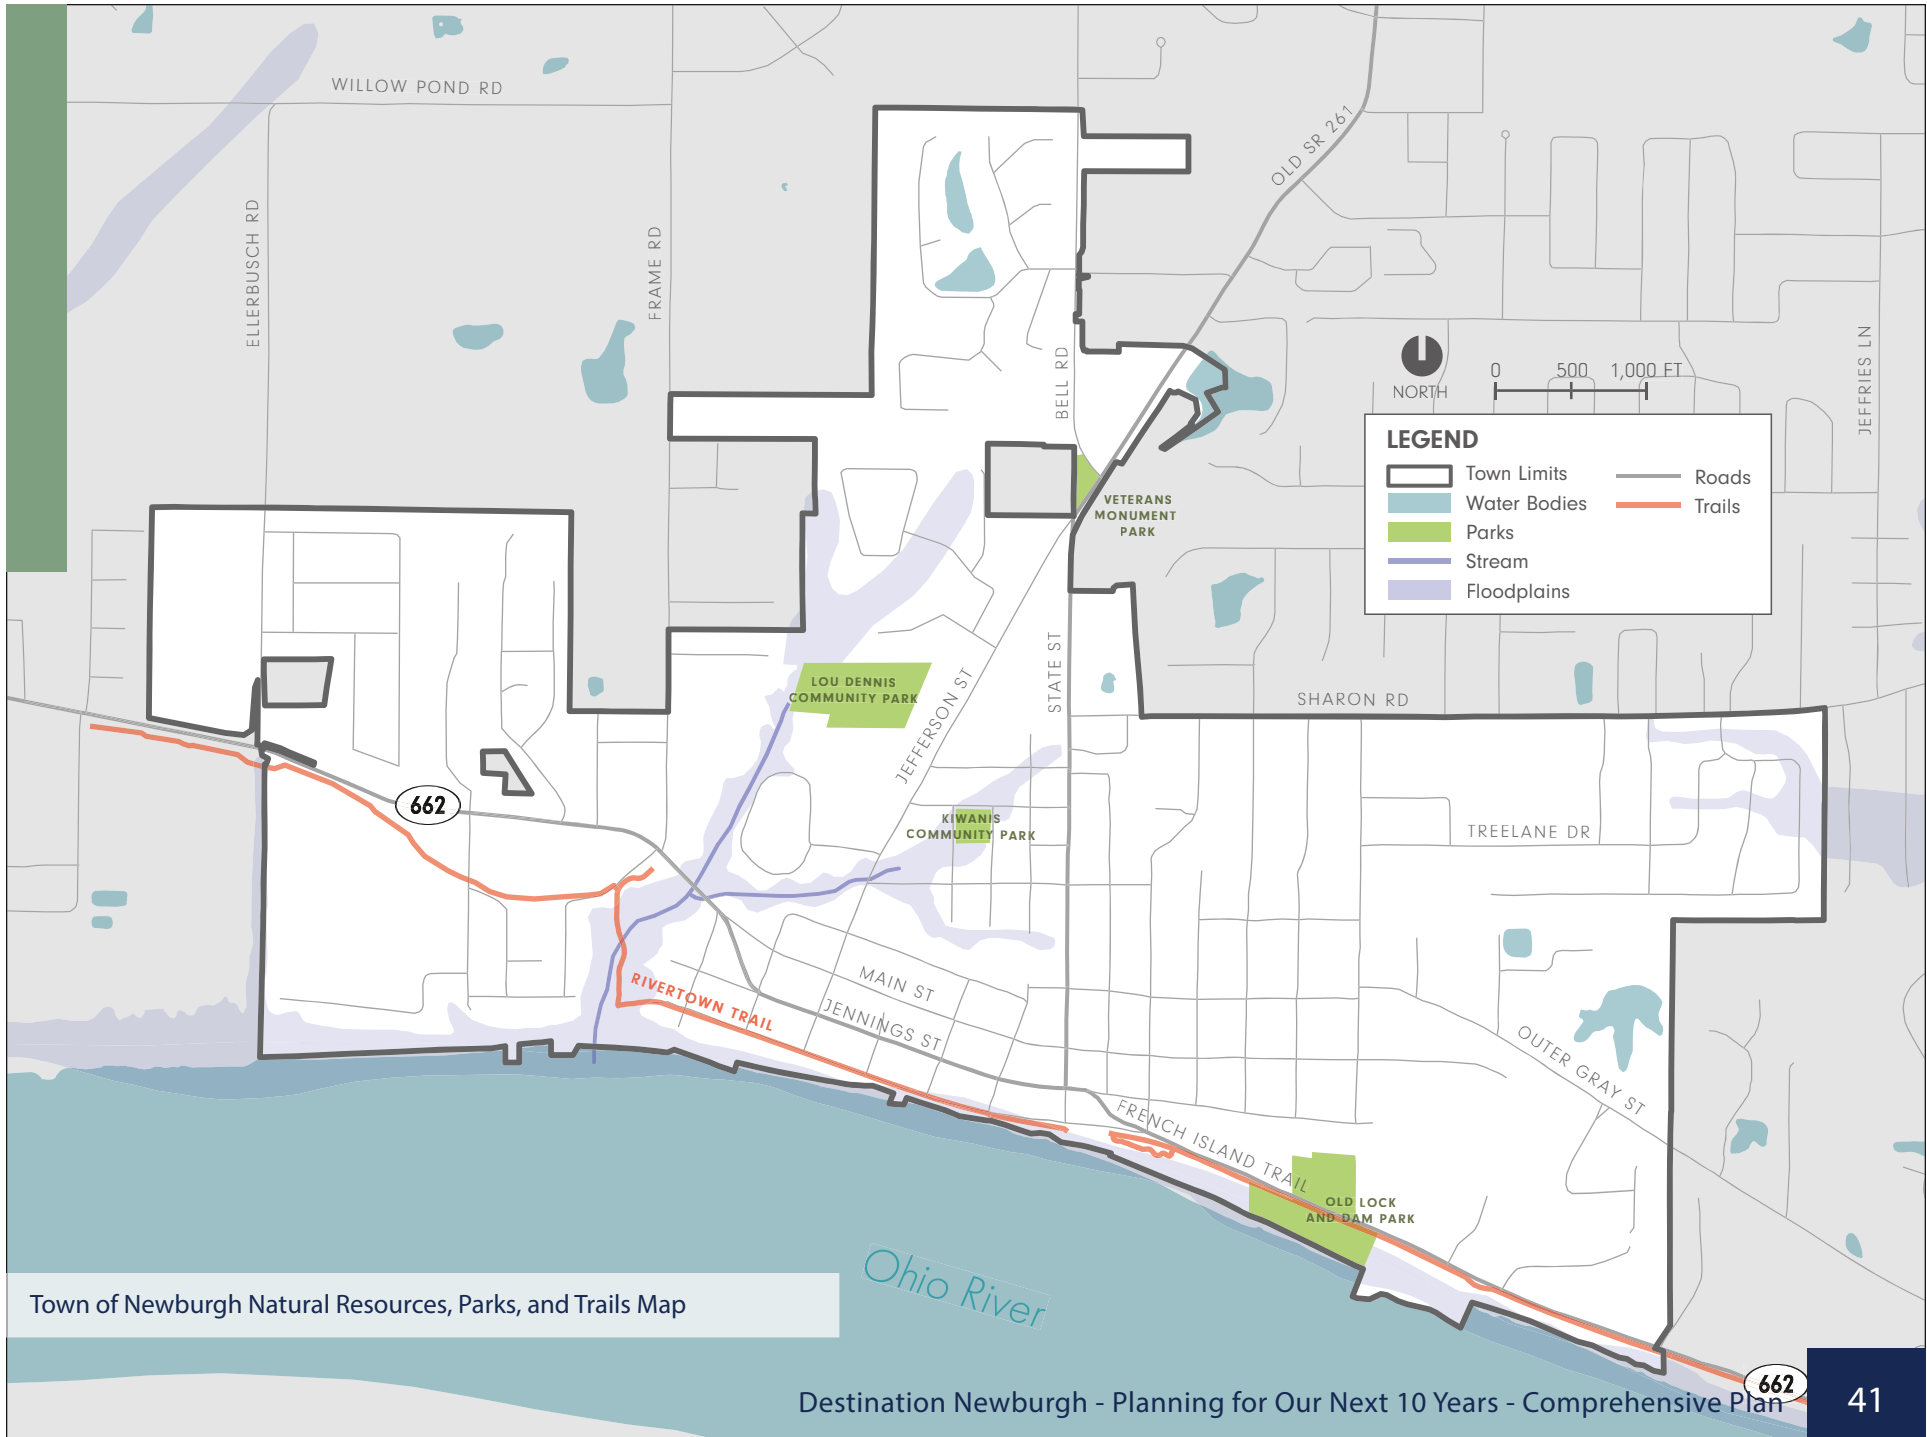 WILLOW POND RD
OLD SR 261
ELLERBUSCH RD
FRAME RD
JEFFRIES LN
BELL RD
NORTH
0 500 1,000 FT
LEGEND
Town Limits
Water Bodies
Parks
Stream
Floodplains
Roads
Trails
VETERANS
MONUMENT
PARK
STATE ST
LOU DENNIS
COMMUNITY PARK
JEFFERSON ST
SHARON RD
662
KIWANIS
COMMUNITY PARK
TREELANE DR
MAIN ST
RIVERTOWN TRAIL
JENNINGS ST
OUTER GRAY ST
FRENCH ISLAND TRAIL
OLD LOCK
AND DAM PARK
Ohio River
Town of Newburgh Natural Resources, Parks, and Trails Map
662
Destination Newburgh - Planning for Our Next 10 Years - Comprehensive Plan
41